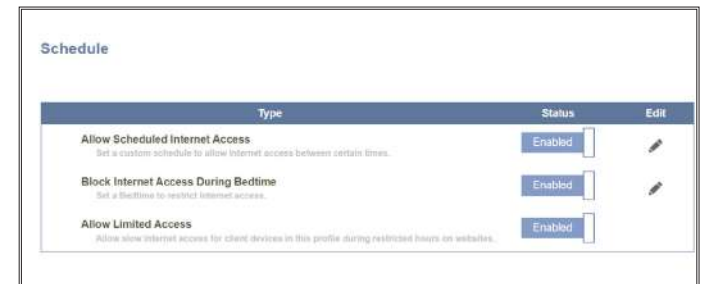 Schedule
Type Status Edit
Allow Scheduled Internet Access Enabled
Set a custom schedule to allow internet access between certain times.
Block Internet Access During Bedtime Enabled
Set a Bedtime to restrict internet access.
Allow Limited Access Enabled
Allow slow internet access for client devices in this profile during restricted hours on websites.